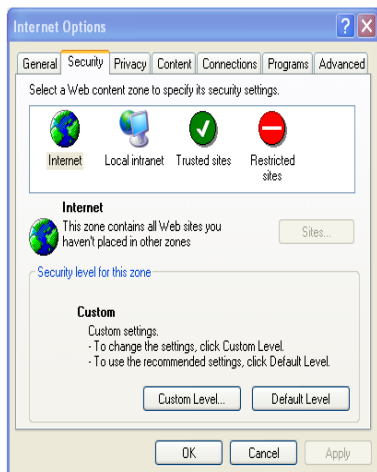 Internet Options
General Security Privacy Content Connections Programs Advanced
Select a Web content zone to specify its security settings.
Internet Local intranet Trusted sites Restricted sites
Internet
This zone contains all Web sites you
haven't placed in other zones
Sites...
Security level for this zone
Custom
Custom settings.
- To change the settings, click Custom Level.
- To use the recommended settings, click Default Level.
Custom Level... Default Level
OK Cancel Apply